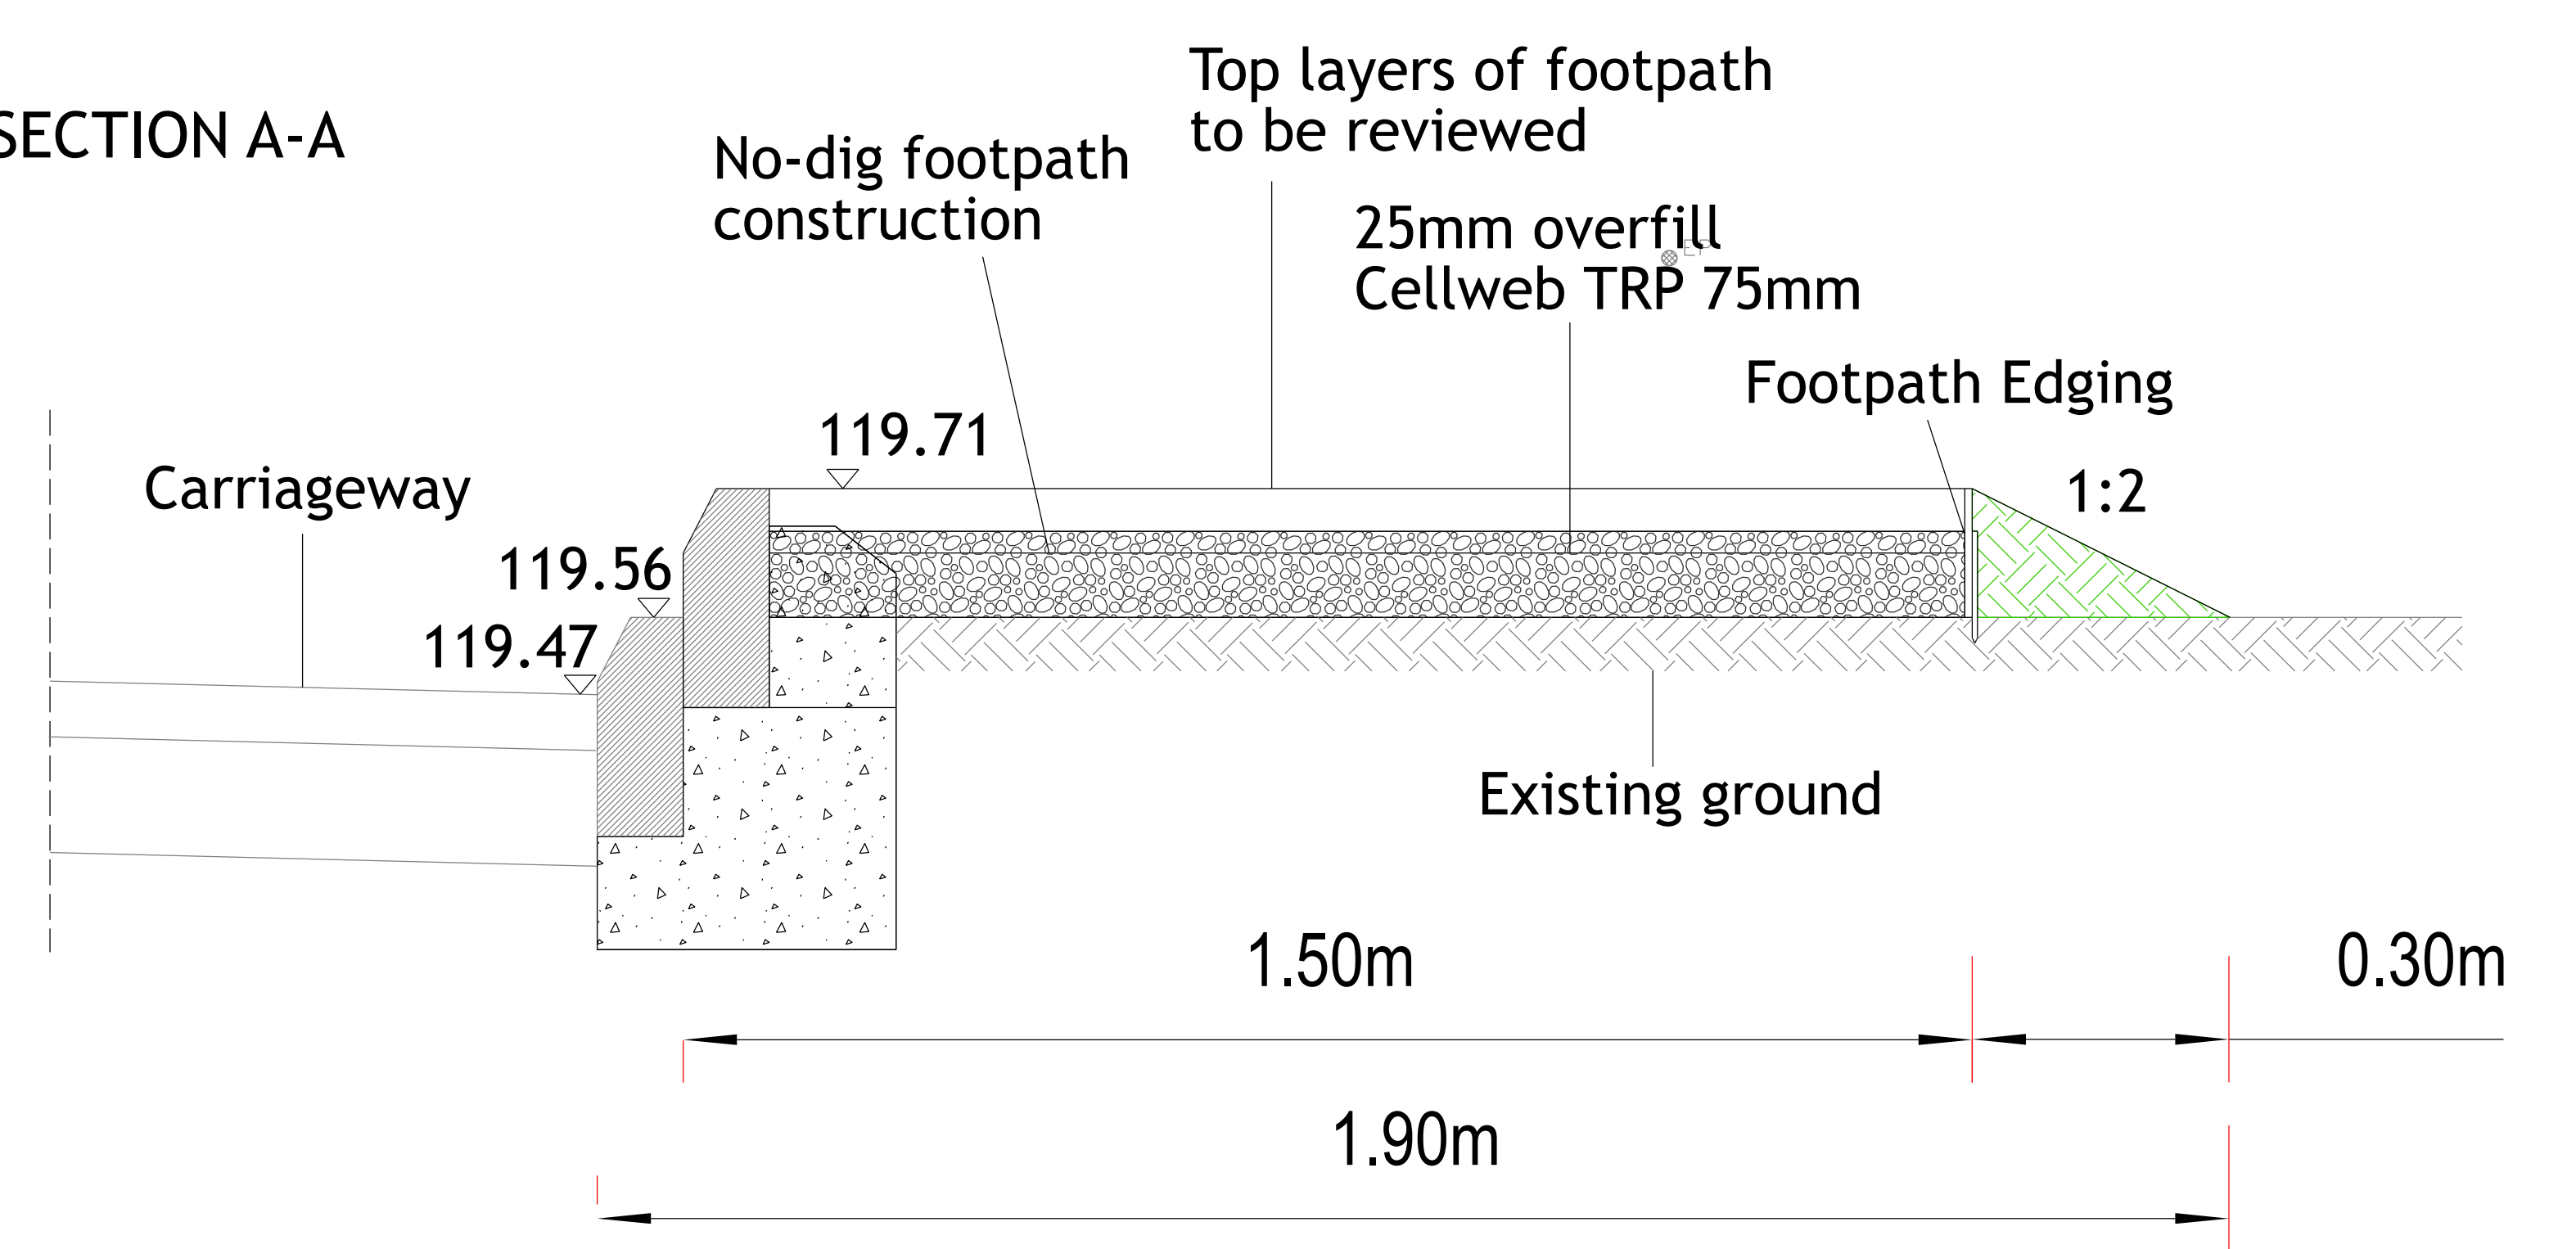 SECTION A-A
Top layers of footpath
to be reviewed
No-dig footpath
construction
25mm overfill
EP
Cellweb TRP 75mm
Footpath Edging
119.71
Carriageway
1:2
119.56
119.47
Existing ground
1.50m
0.30m
1.90m